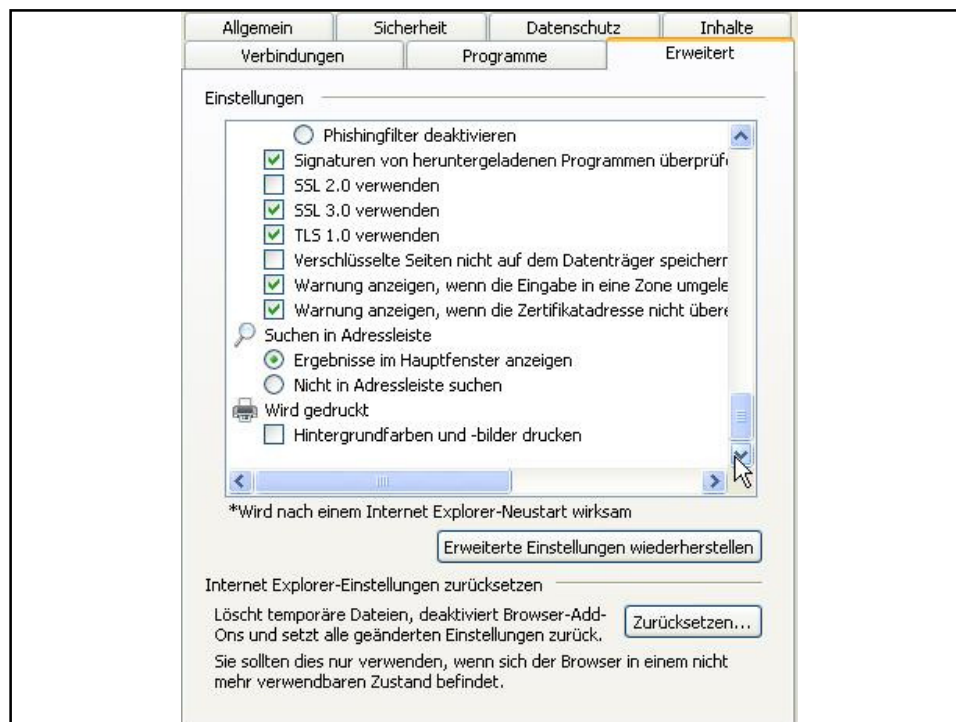 Allgemein Sicherheit Datenschutz Inhalte
Verbindungen Programme Erweitert
Einstellungen
Phishingfilter deaktivieren
Signaturen von heruntergeladenen Programmen überprüf
SSL 2.0 verwenden
SSL 3.0 verwenden
TLS 1.0 verwenden
Verschlüsselte Seiten nicht auf dem Datenträger speicher
Warnung anzeigen, wenn die Eingabe in eine Zone umgele
Warnung anzeigen, wenn die Zertifikatadresse nicht übere
Suchen in Adressleiste
Ergebnisse im Hauptfenster anzeigen
Nicht in Adressleiste suchen
Wird gedruckt
Hintergrundfarben und -bilder drucken
*Wird nach einem Internet Explorer-Neustart wirksam
Erweiterte Einstellungen wiederherstellen
Internet Explorer-Einstellungen zurücksetzen
Löscht temporäre Dateien, deaktiviert Browser-Add-
Ons und setzt alle geänderten Einstellungen zurück.
Zurücksetzen...
Sie sollten dies nur verwenden, wenn sich der Browser in einem nicht
mehr verwendbaren Zustand befindet.